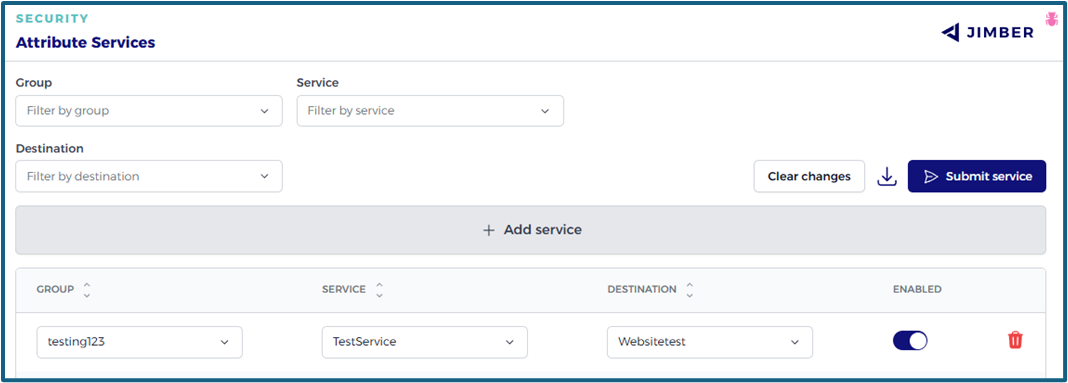 SECURITY
Attribute Services
JIMBER
Group
Service
Filter by group
Filter by service
Destination
Filter by destination
Clear changes
Submit service
+ Add service
GROUP
SERVICE
DESTINATION
ENABLED
testing123
TestService
Websitetest